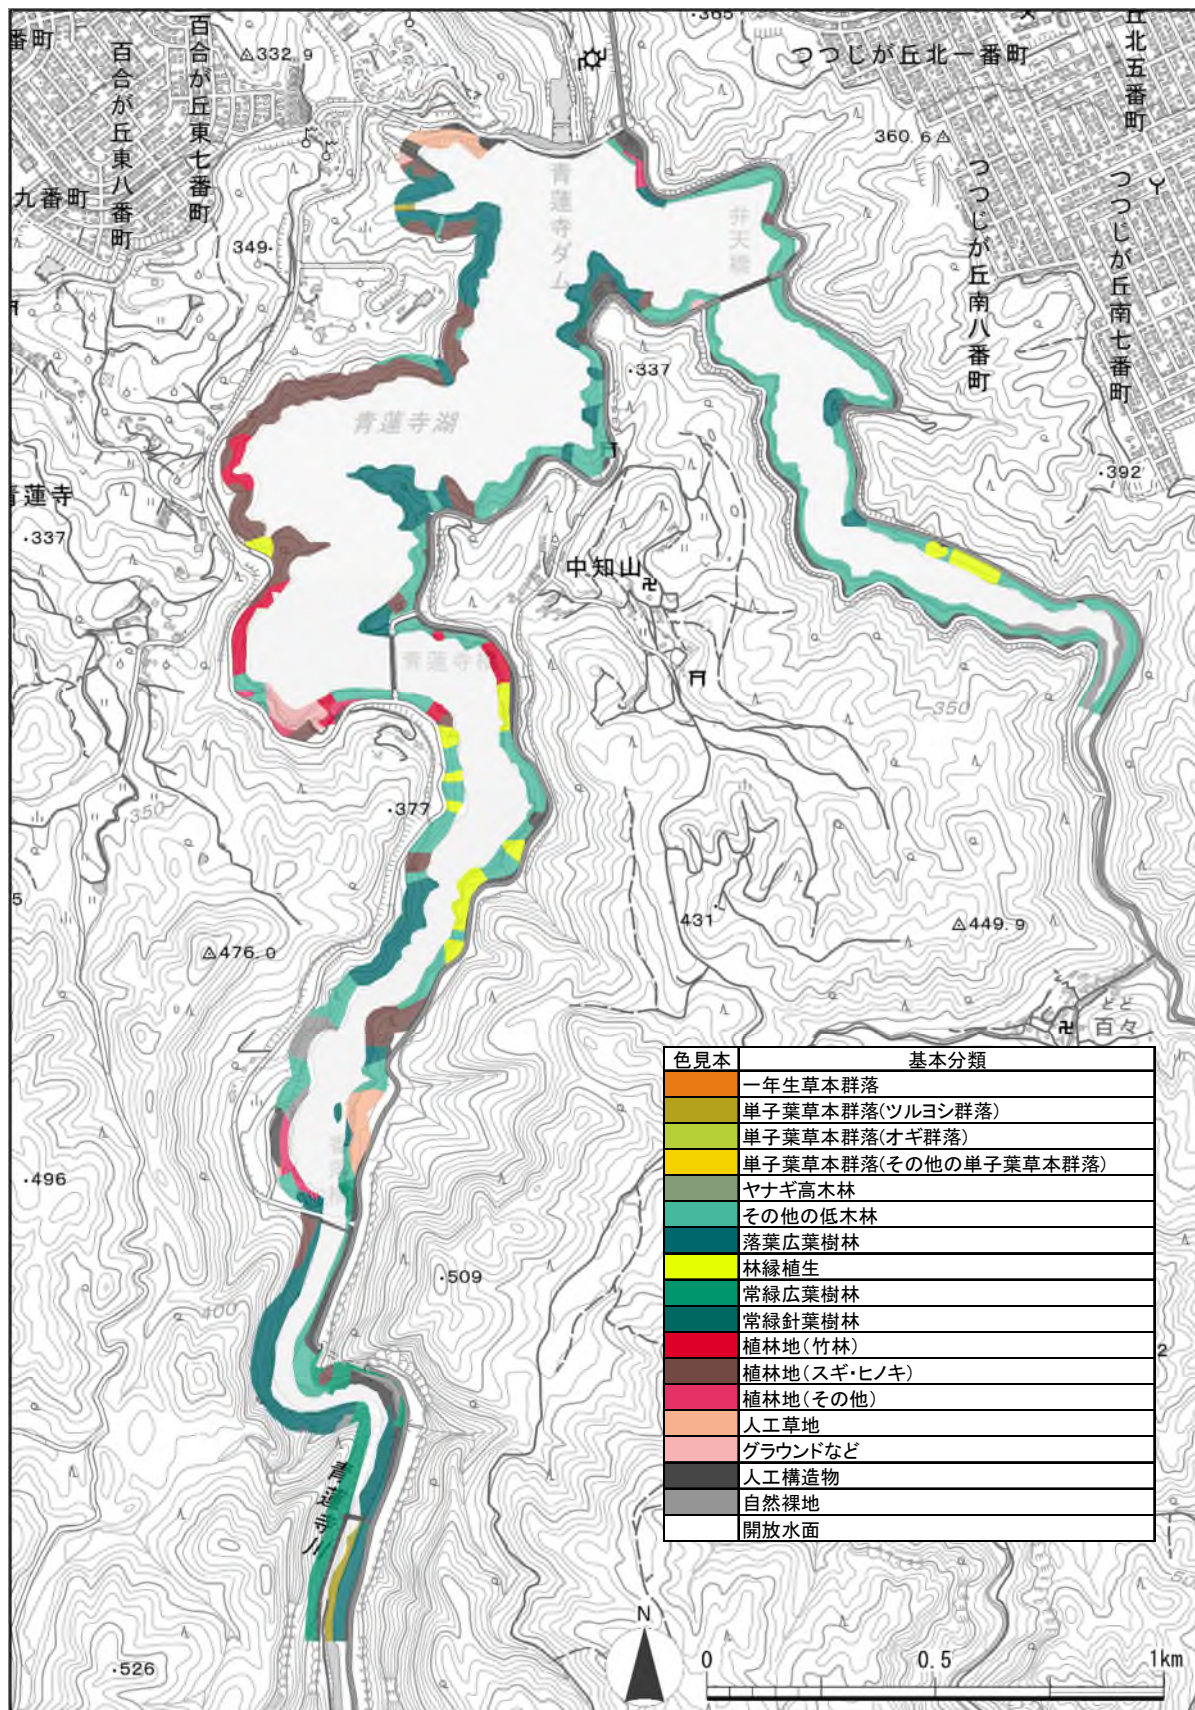 番町
百合が丘東八番町
百合が丘東七番町
332.9
365
つつじが丘北一番町
丘北五番町
360.6
九番町
349
青蓮寺ダム
弁天橋
つつじが丘南八番町
つつじが丘南七番町
337
青蓮寺湖
392
青蓮寺
337
中知山
青蓮寺橋
350
350
377
431
449.9
476.0
どど
百々
496
509
400
青蓮寺川
526
色見本 基本分類
一年生草本群落
単子葉草本群落(ツルヨシ群落)
単子葉草本群落(オギ群落)
単子葉草本群落(その他の単子葉草本群落)
ヤナギ高木林
その他の低木林
落葉広葉樹林
林縁植生
常緑広葉樹林
常緑針葉樹林
植林地(竹林)
植林地(スギ・ヒノキ)
植林地(その他)
人工草地
グラウンドなど
人工構造物
自然裸地
開放水面
N
0 0.5 1km